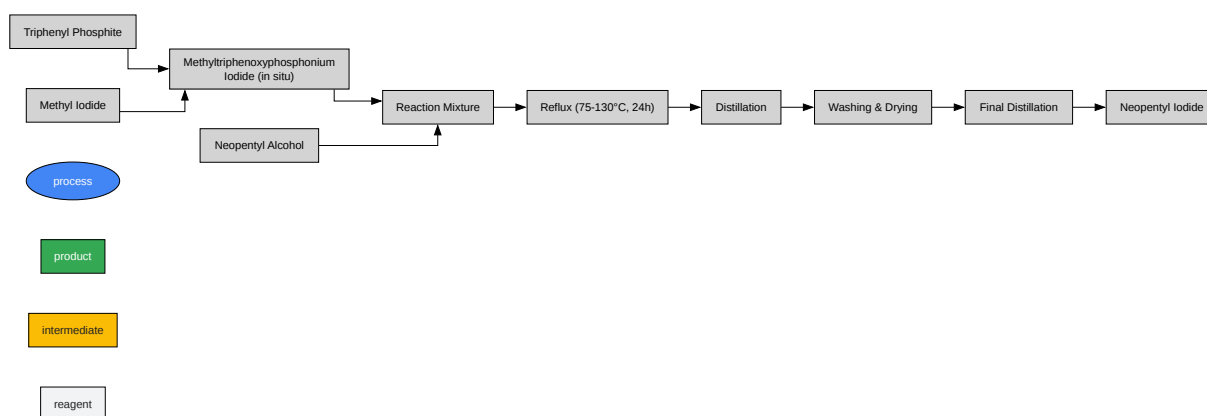 Triphenyl Phosphite
Methyltriphenoxyphosphonium
Iodide (in situ)
Methyl Iodide
Reaction Mixture
Reflux (75-130°C, 24h)
Distillation
Washing & Drying
Final Distillation
Neopentyl Iodide
Neopentyl Alcohol
process
product
intermediate
reagent